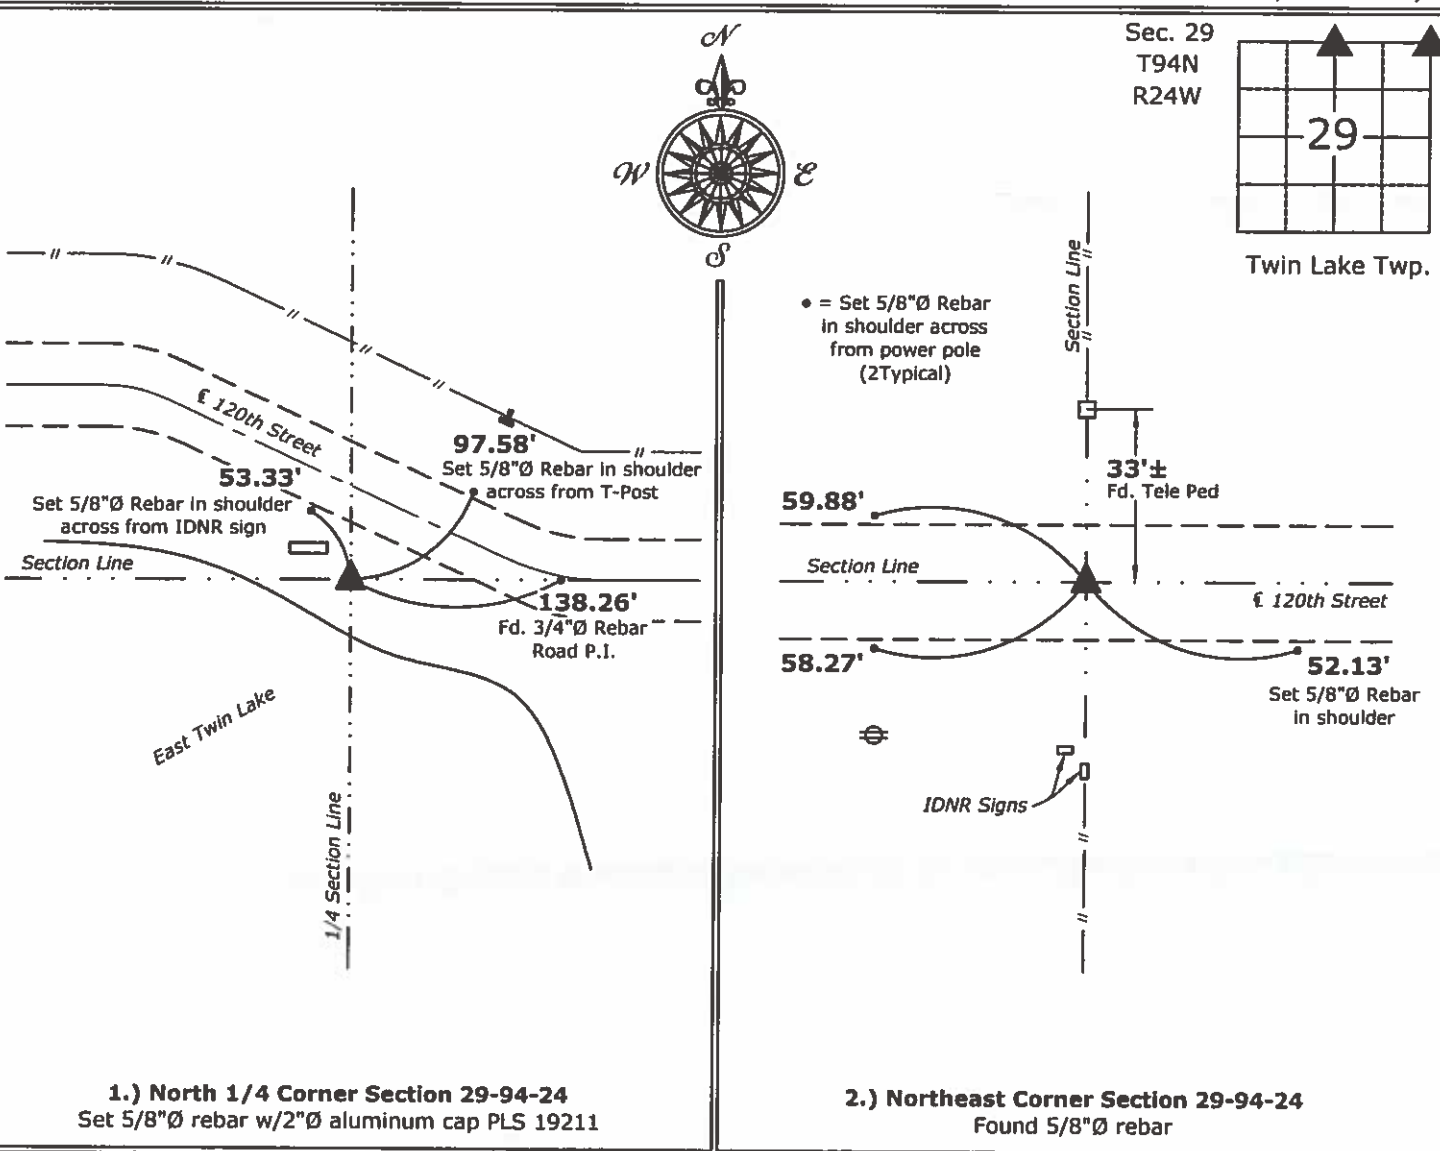 N
W
E
S
Sec. 29
T94N
R24W
29
Twin Lake Twp.
℄ 120th Street
97.58'
Set 5/8"Ø Rebar in shoulder
across from T-Post
53.33'
Set 5/8"Ø Rebar in shoulder
across from IDNR sign
Section Line
138.26'
Fd. 3/4"Ø Rebar
Road P.I.
East Twin Lake
1/4 Section Line
1.) North 1/4 Corner Section 29-94-24
Set 5/8"Ø rebar w/2"Ø aluminum cap PLS 19211
• = Set 5/8"Ø Rebar
in shoulder across
from power pole
(2Typical)
Section Line
33'±
Fd. Tele Ped
59.88'
Section Line
℄ 120th Street
58.27'
52.13'
Set 5/8"Ø Rebar
in shoulder
IDNR Signs
2.) Northeast Corner Section 29-94-24
Found 5/8"Ø rebar